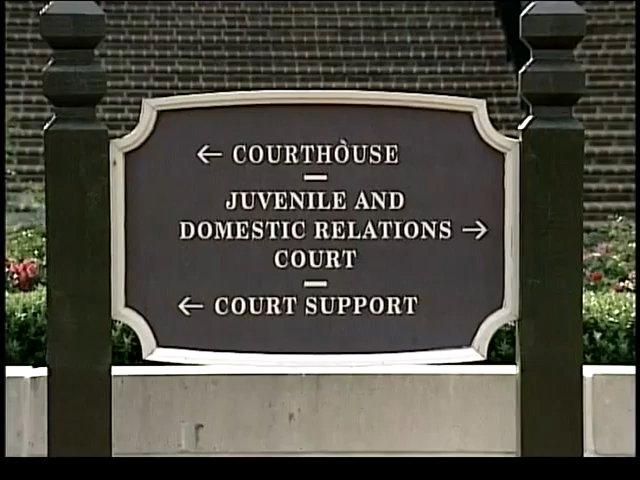 ← COURTHOUSE
JUVENILE AND
DOMESTIC RELATIONS →
COURT
← COURT SUPPORT